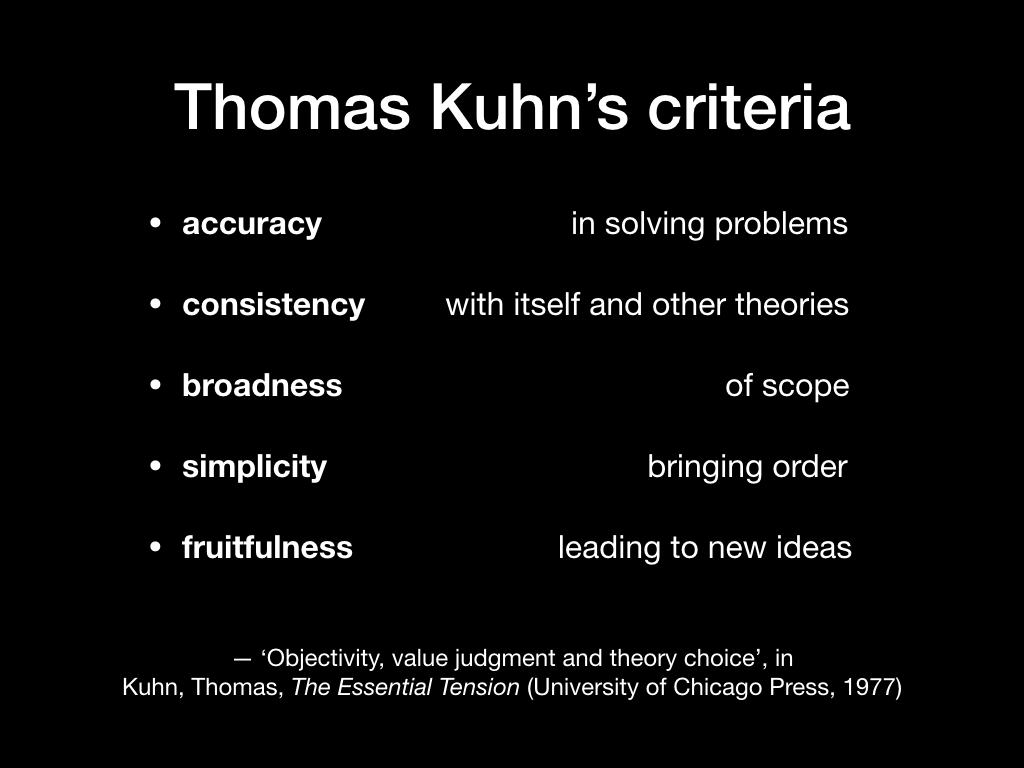 Thomas Kuhn’s criteria
• accuracy in solving problems
• consistency with itself and other theories
• broadness of scope
• simplicity bringing order
• fruitfulness leading to new ideas
— ‘Objectivity, value judgment and theory choice’, in
Kuhn, Thomas, The Essential Tension (University of Chicago Press, 1977)